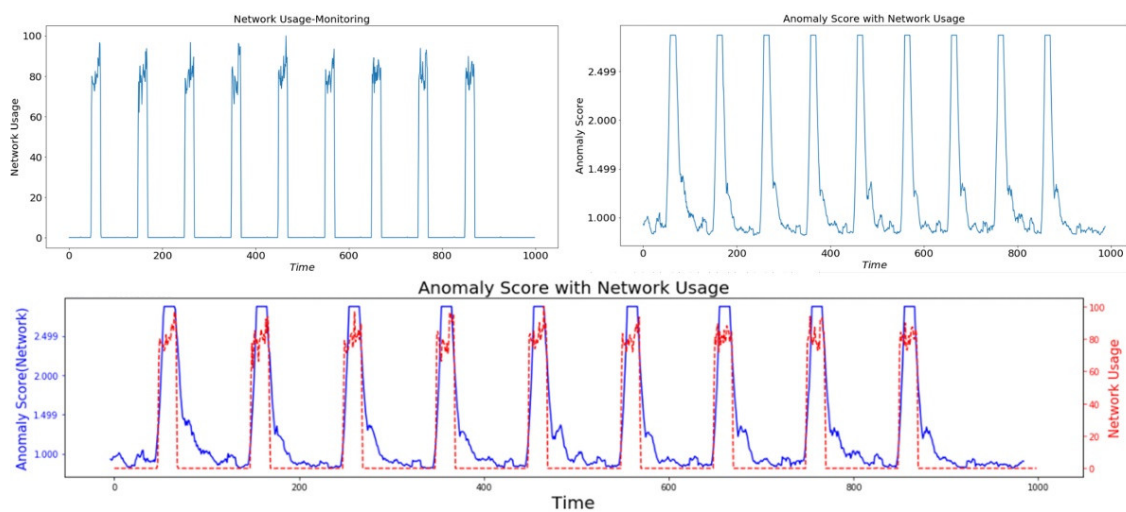 Network Usage-Monitoring
100
80
60
40
20
0
Network Usage
0 200 400 600 800 1000
Time
Anomaly Score with Network Usage
2.499
2.000
1.499
1.000
Anomaly Score
0 200 400 600 800 1000
Time
Anomaly Score with Network Usage
2.499
2.000
1.499
1.000
Anomaly Score(Network)
100
80
60
40
20
0
Network Usage
0 200 400 600 800 1000
Time